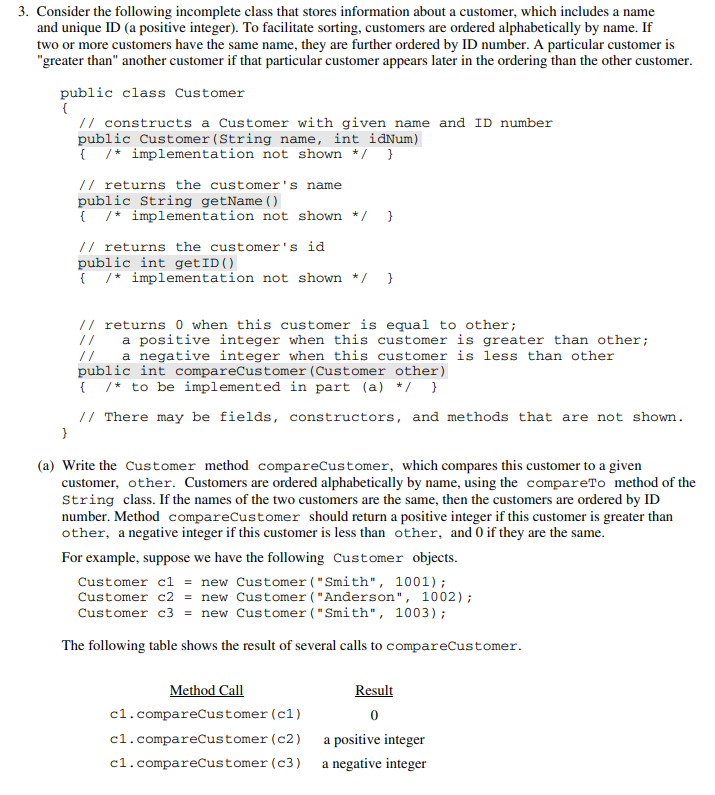 3. Consider the following incomplete class that stores information about a customer, which includes a name
and unique ID (a positive integer). To facilitate sorting, customers are ordered alphabetically by name. If
two or more customers have the same name, they are further ordered by ID number. A particular customer is
"greater than" another customer if that particular customer appears later in the ordering than the other customer.
public class Customer
{
// constructs a Customer with given name and ID number
public Customer(String name, int idNum)
{ /* implementation not shown */ }
// returns the customer's name
public String getName()
{ /* implementation not shown */ }
// returns the customer's id
public int getID()
{ /* implementation not shown */ }
// returns 0 when this customer is equal to other;
// a positive integer when this customer is greater than other;
// a negative integer when this customer is less than other
public int compareCustomer(Customer other)
{ /* to be implemented in part (a) */ }
// There may be fields, constructors, and methods that are not shown.
}
(a) Write the Customer method compareCustomer, which compares this customer to a given
customer, other. Customers are ordered alphabetically by name, using the compareTo method of the
String class. If the names of the two customers are the same, then the customers are ordered by ID
number. Method compareCustomer should return a positive integer if this customer is greater than
other, a negative integer if this customer is less than other, and 0 if they are the same.
For example, suppose we have the following Customer objects.
Customer c1 = new Customer("Smith", 1001);
Customer c2 = new Customer("Anderson", 1002);
Customer c3 = new Customer("Smith", 1003);
The following table shows the result of several calls to compareCustomer.
Method Call Result
c1.compareCustomer(c1) 0
c1.compareCustomer(c2) a positive integer
c1.compareCustomer(c3) a negative integer